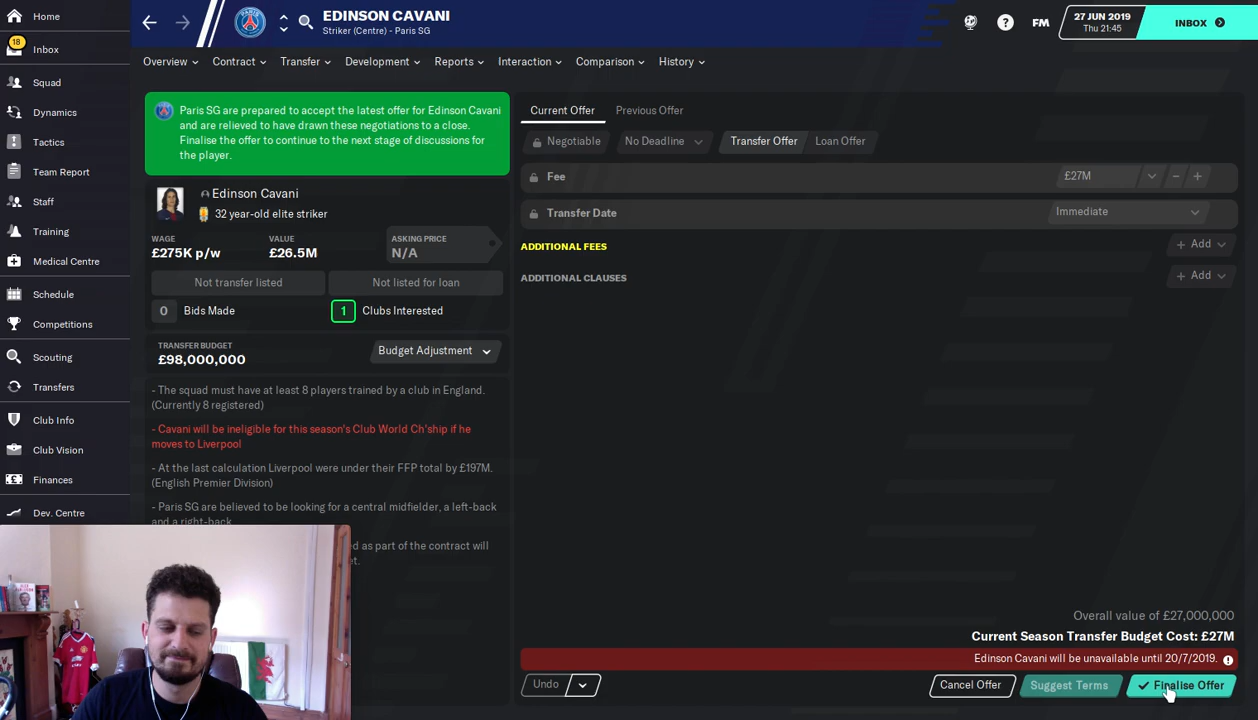 Home
18
Inbox
Squad
Dynamics
Tactics
Team Report
Staff
Training
Medical Centre
Schedule
Competitions
Scouting
Transfers
Club Info
Club Vision
Finances
Dev. Centre
EDINSON CAVANI
Striker (Centre) - Paris SG
FM
27 JUN 2019
Thu 21:45
INBOX
Overview
Contract
Transfer
Development
Reports
Interaction
Comparison
History
Paris SG are prepared to accept the latest offer for Edinson Cavani
and are relieved to have drawn these negotiations to a close.
Finalise the offer to continue to the next stage of discussions for
the player.
Edinson Cavani
32 year-old elite striker
WAGE
£275K p/w
VALUE
£26.5M
ASKING PRICE
N/A
Not transfer listed
Not listed for loan
0 Bids Made
1 Clubs Interested
TRANSFER BUDGET
£98,000,000
Budget Adjustment
- The squad must have at least 8 players trained by a club in England.
(Currently 8 registered)
- Cavani will be ineligible for this season's Club World Ch'ship if he
moves to Liverpool
- At the last calculation Liverpool were under their FFP total by £197M.
(English Premier Division)
- Paris SG are believed to be looking for a central midfielder, a left-back
and a right-back
ed as part of the contract will
et.
Current Offer
Previous Offer
Negotiable
No Deadline
Transfer Offer
Loan Offer
Fee
£27M
- +
Transfer Date
Immediate
ADDITIONAL FEES
+ Add
ADDITIONAL CLAUSES
+ Add
Overall value of £27,000,000
Current Season Transfer Budget Cost: £27M
Edinson Cavani will be unavailable until 20/7/2019.
Undo
Cancel Offer
Suggest Terms
Finalise Offer